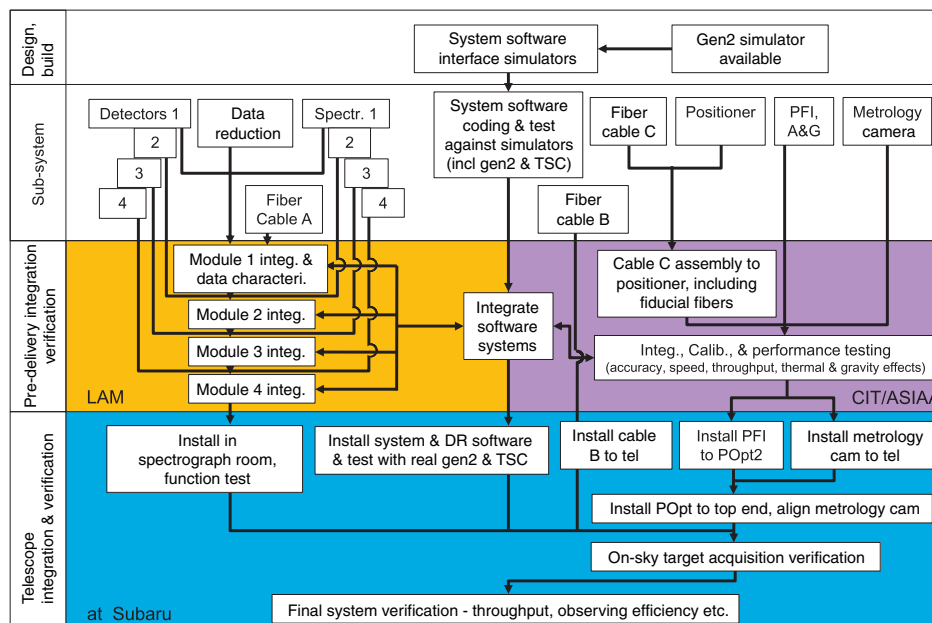 Design,
build
System software
interface simulators
Gen2 simulator
available
Sub-system
Detectors 1
2
3
4
Data
reduction
Spectr. 1
2
3
4
Fiber
Cable A
System software
coding & test
against simulators
(incl gen2 & TSC)
Fiber
cable B
Fiber
cable C
Positioner
PFI,
A&G
Metrology
camera
Pre-delivery integration
verification
Module 1 integ. &
data characteri.
Module 2 integ.
Module 3 integ.
Module 4 integ.
LAM
Integrate
software
systems
Cable C assembly to
positioner, including
fiducial fibers
Integ., Calib., & performance testing
(accuracy, speed, throughput, thermal & gravity effects)
CIT/ASIAA
Telescope
integration & verification
Install in
spectrograph room,
function test
Install system & DR software
& test with real gen2 & TSC
Install cable
B to tel
Install PFI
to POpt2
Install metrology
cam to tel
Install POpt to top end, align metrology cam
On-sky target acquisition verification
Final system verification - throughput, observing efficiency etc.
at Subaru